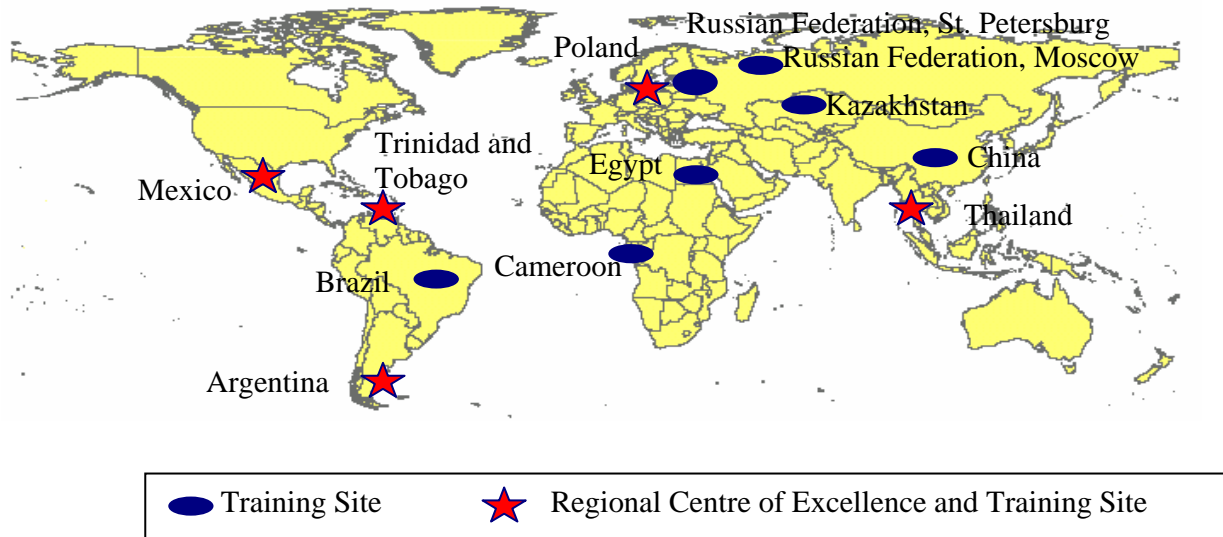 Russian Federation, St. Petersburg
Poland
Russian Federation, Moscow
Kazakhstan
Trinidad and
Tobago
Egypt
China
Mexico
Thailand
Cameroon
Brazil
Argentina
Training Site
Regional Centre of Excellence and Training Site